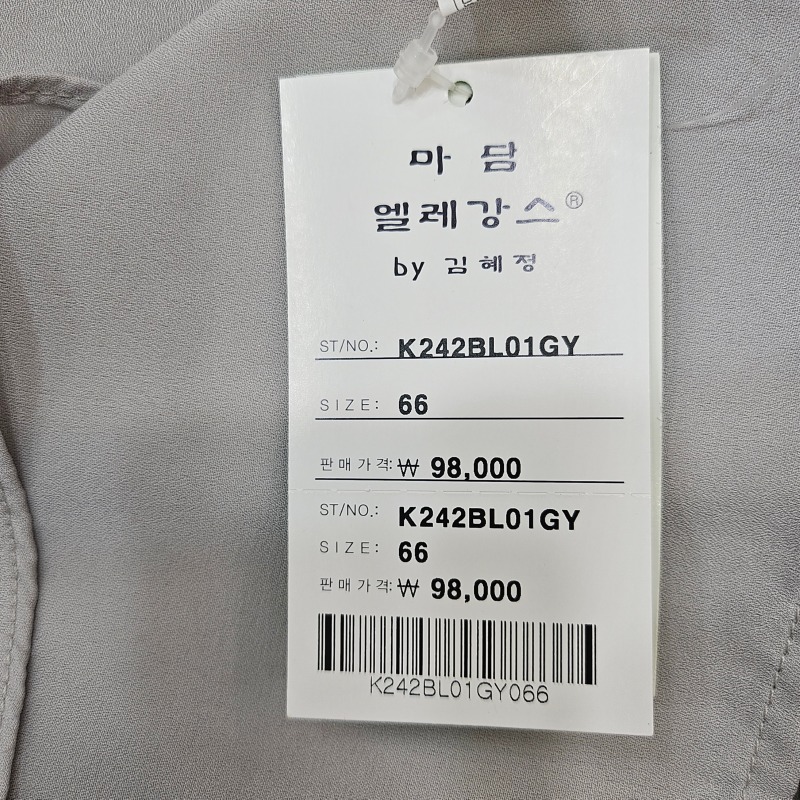 마담
엘레강스®
by 김혜정
ST/NO.: K242BL01GY
SIZE: 66
판매가격: ₩ 98,000
ST/NO.: K242BL01GY
SIZE: 66
판매가격: ₩ 98,000
K242BL01GY066